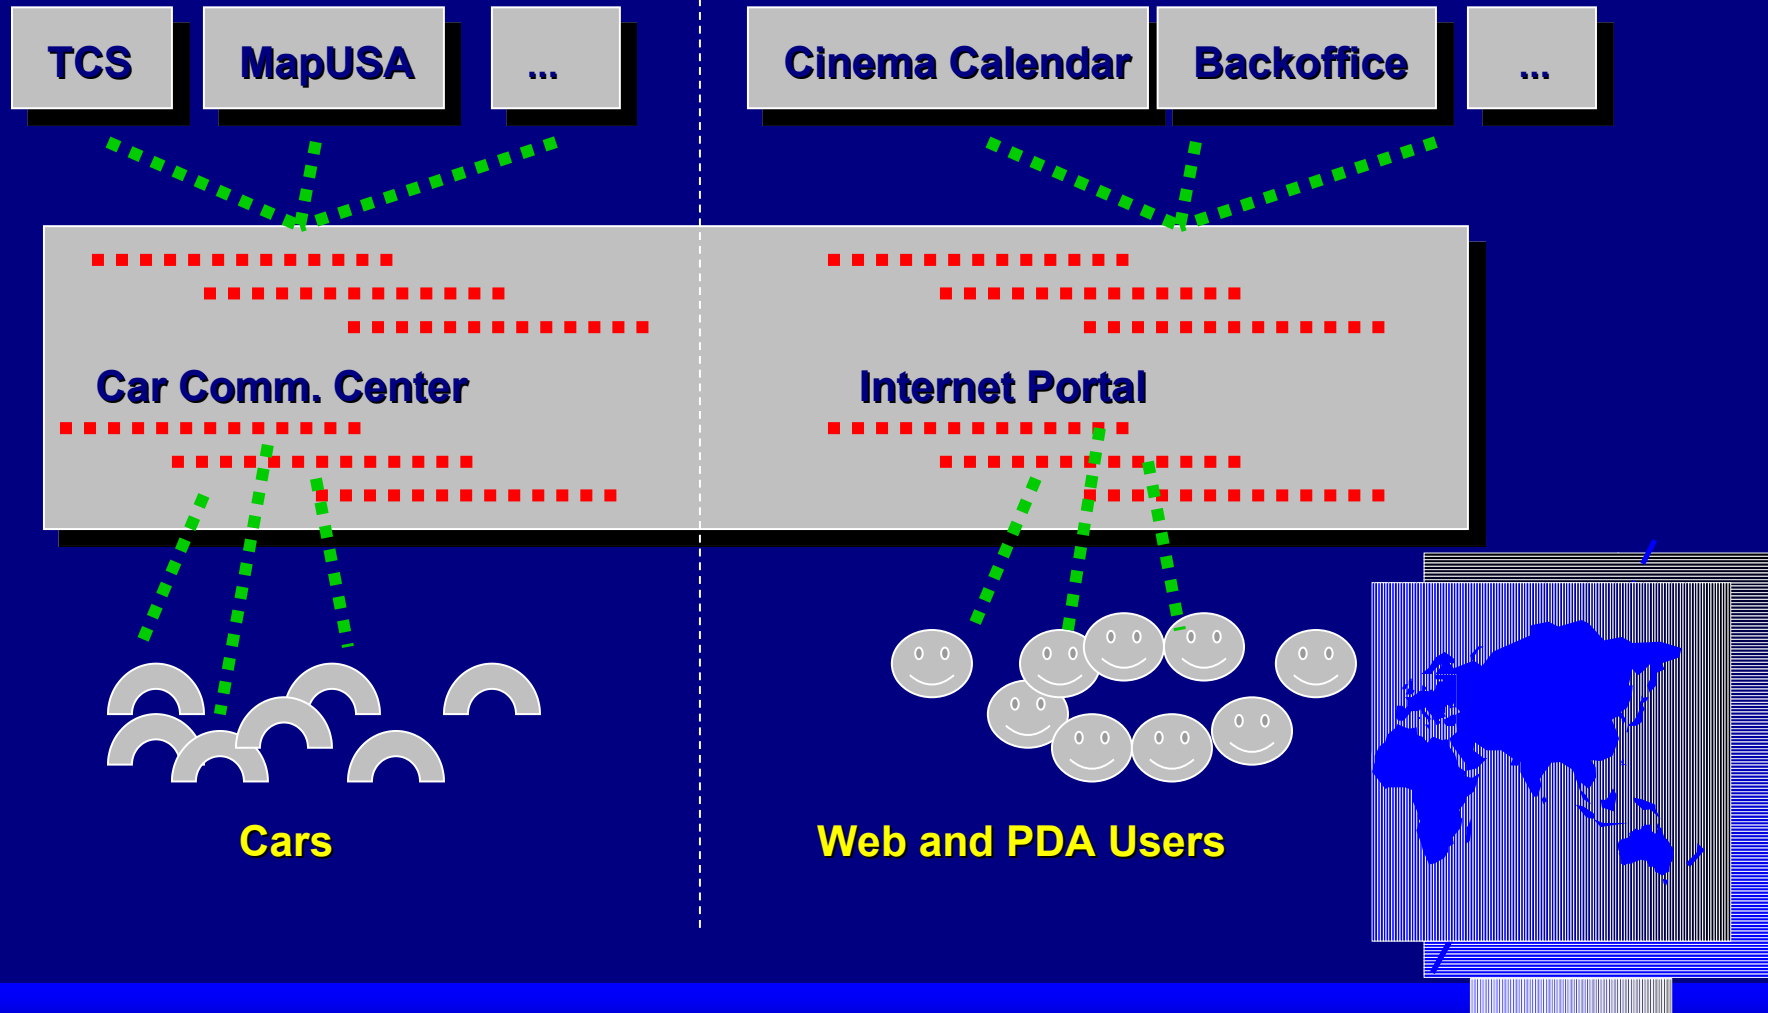 TCS
MapUSA
...
Cinema Calendar
Backoffice
...
Car Comm. Center
Internet Portal
Cars
Web and PDA Users